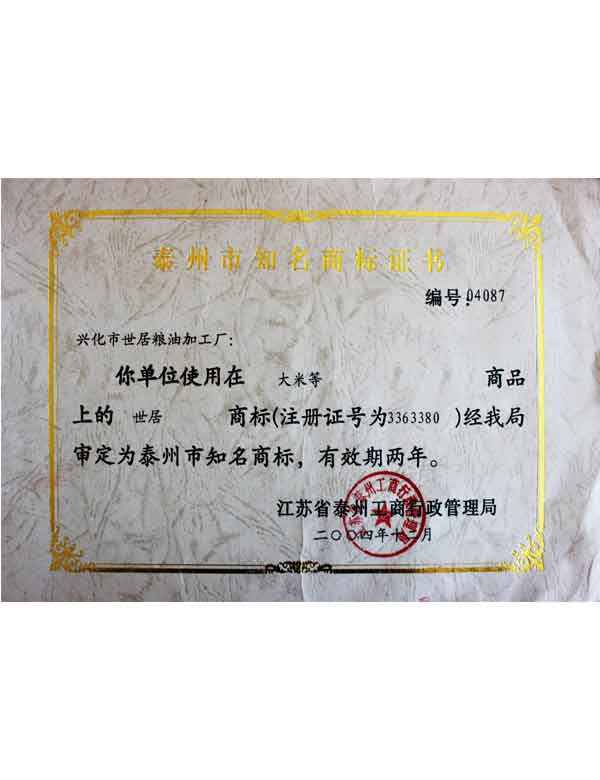 泰州市知名商标证书
编号:04087
兴化市世居粮油加工厂:
你单位使用在 大米等 商品
上的 世居 商标(注册证号为3363380 )经我局
审定为泰州市知名商标，有效期两年。
江苏省泰州工商行政管理局
二〇〇四年十二月